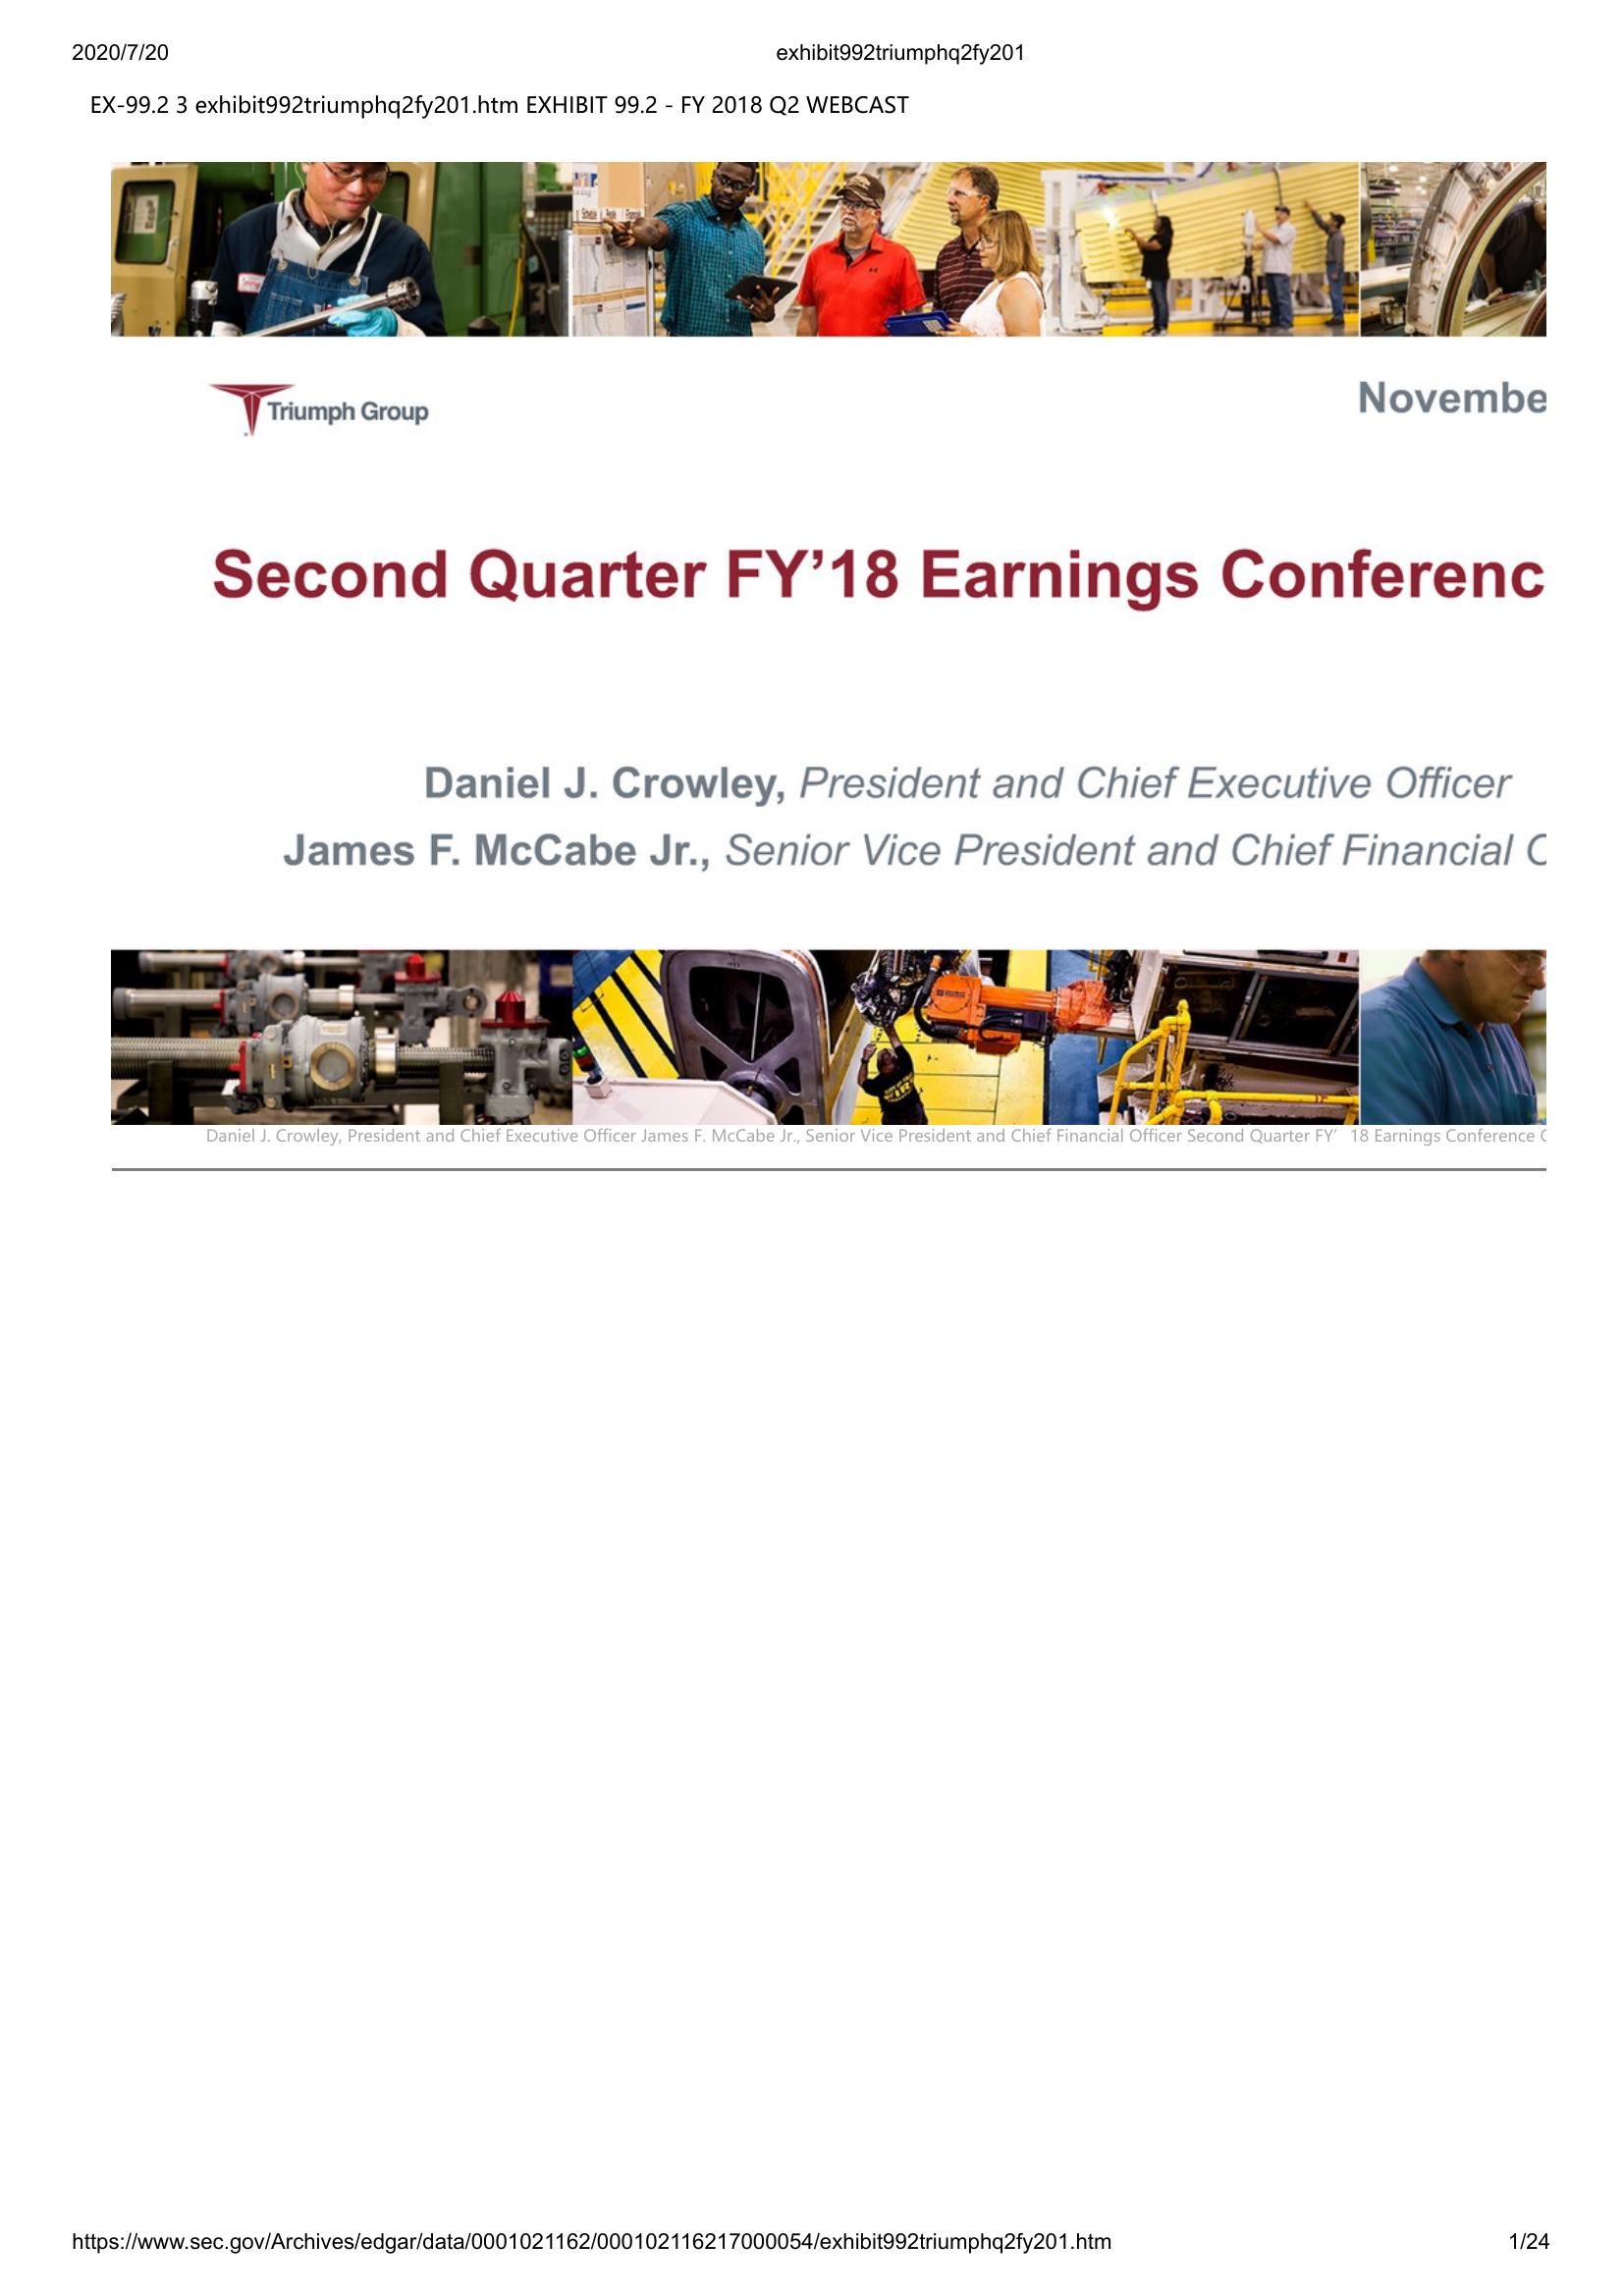 2020/7/20 exhibit992triumphq2fy201
EX-99.2 3 exhibit992triumphq2fy201.htm EXHIBIT 99.2 - FY 2018 Q2 WEBCAST
Triumph Group
Novembe
Second Quarter FY’18 Earnings Conferenc
Daniel J. Crowley, President and Chief Executive Officer
James F. McCabe Jr., Senior Vice President and Chief Financial
Daniel J. Crowley, President and Chief Executive Officer James F. McCabe Jr., Senior Vice President and Chief Financial Officer Second Quarter FY’ 18 Earnings Conference
https://www.sec.gov/Archives/edgar/data/0001021162/000102116217000054/exhibit992triumphq2fy201.htm 1/24